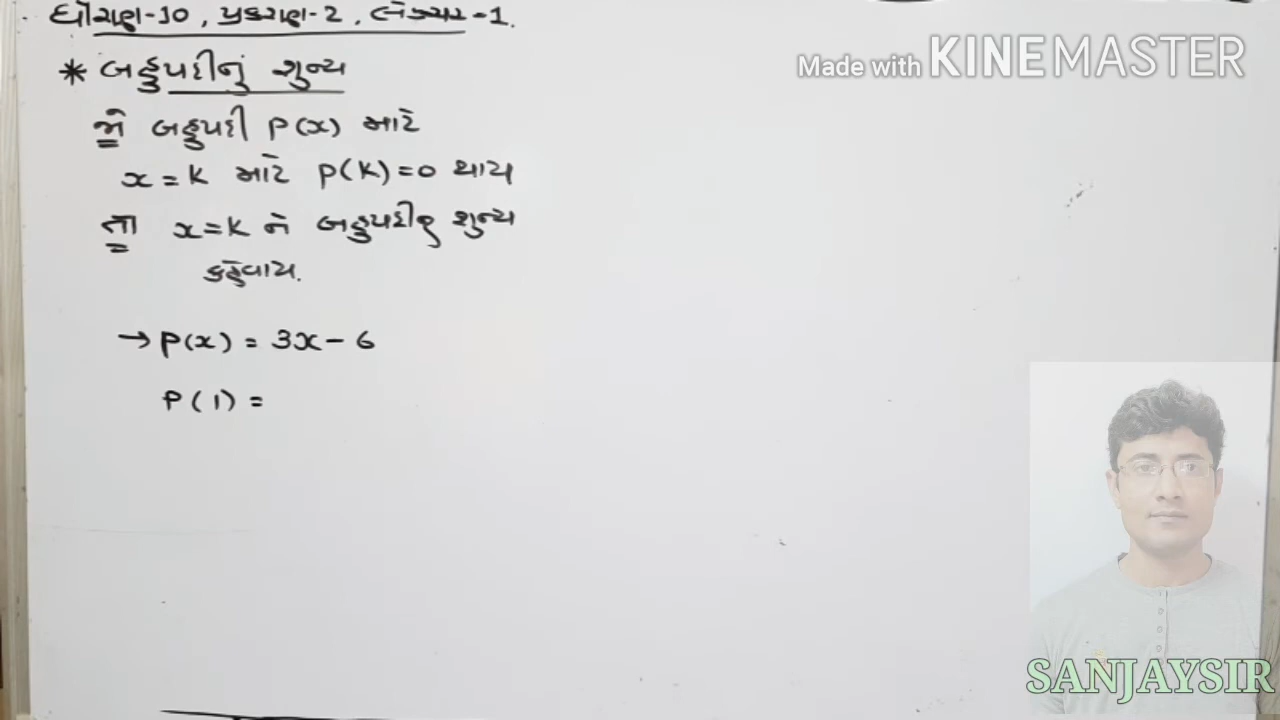 ધોરણ-10, પ્રકરણ-2, લેક્ચર-1.
Made with KINEMASTER
* બહુપદીનું શુન્ય
જો બહુપદી P(x) માટે
x = k માટે P(k) = 0 થાય
તો x = k ને બહુપદીનું શુન્ય
કહેવાય.
→ P(x) = 3x - 6
P(1) =
SANJAYSIR